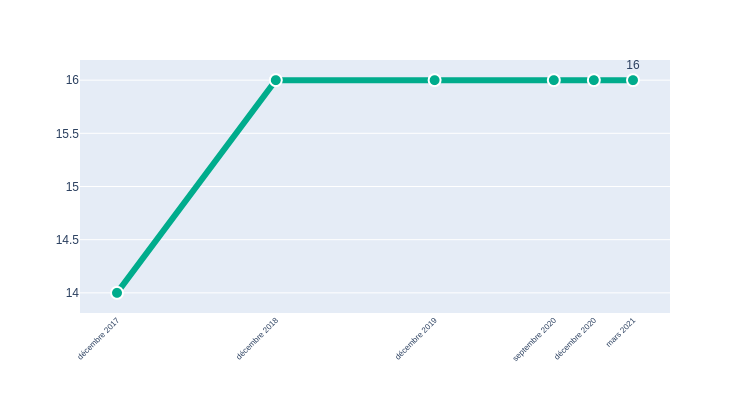 16
16
15.5
15
14.5
14
décembre 2017
décembre 2018
décembre 2019
septembre 2020
décembre 2020
mars 2021